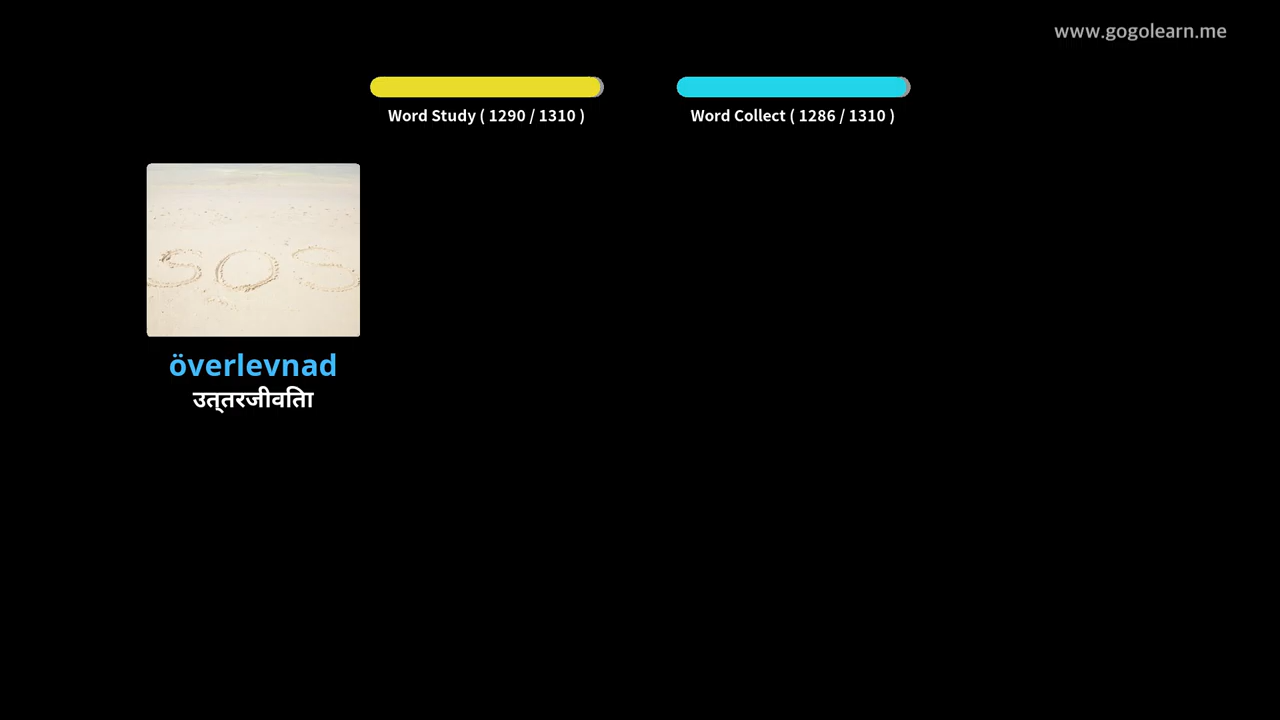 www.gogolearn.me
Word Study ( 1290 / 1310 )
Word Collect ( 1286 / 1310 )
SOS
överlevnad
उत्तरजीविता